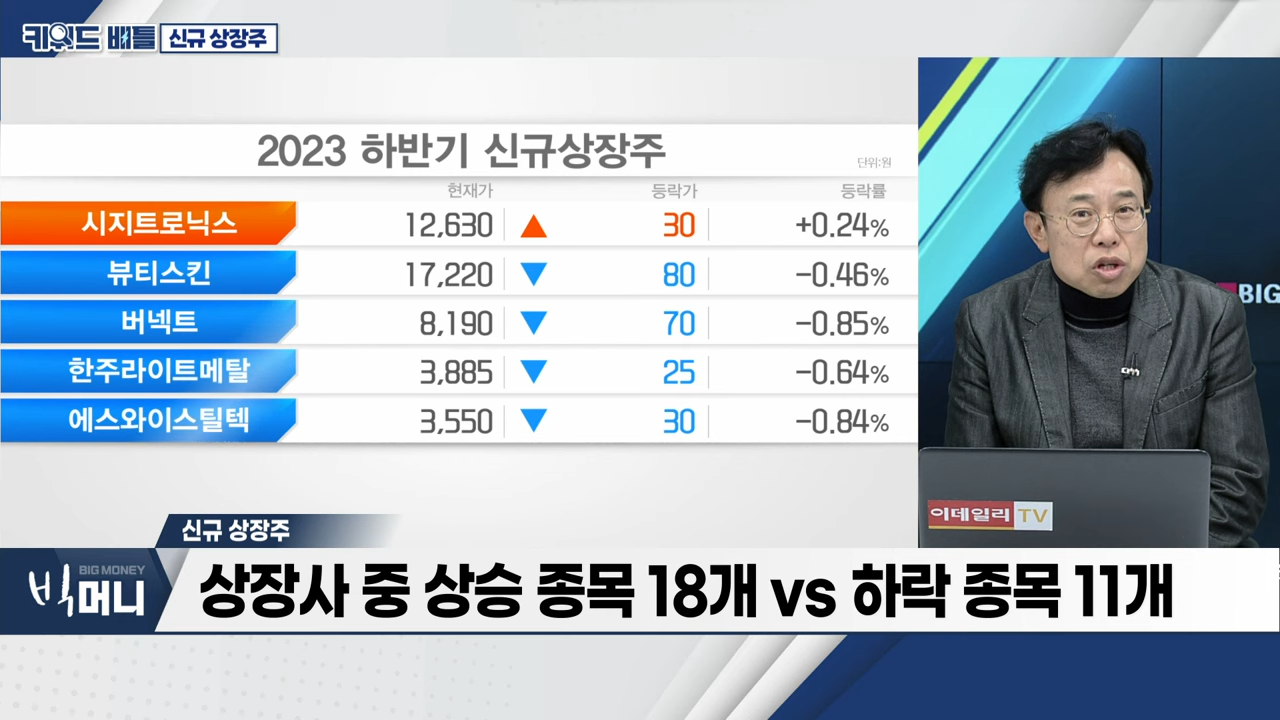 키워드 배틀 신규 상장주
2023 하반기 신규상장주
단위:원
현재가 등락가 등락률
시지트로닉스 12,630 ▲ 30 +0.24%
뷰티스킨 17,220 ▼ 80 -0.46%
버넥트 8,190 ▼ 70 -0.85%
한주라이트메탈 3,885 ▼ 25 -0.64%
에스와이스틸텍 3,550 ▼ 30 -0.84%
BIG
이데일리 TV
신규 상장주
BIG MONEY
빅머니
상장사 중 상승 종목 18개 vs 하락 종목 11개